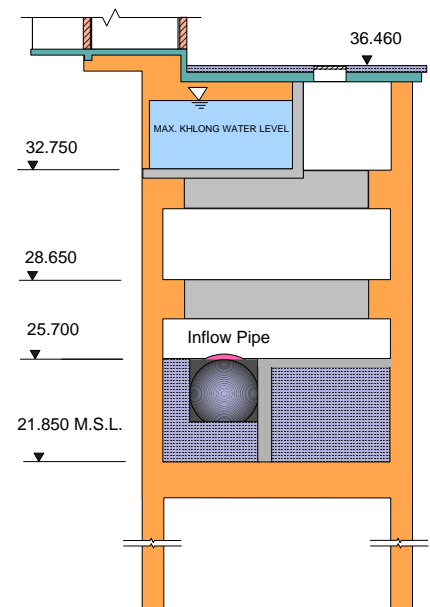 36.460
MAX. KHLONG WATER LEVEL
32.750
28.650
25.700
Inflow Pipe
21.850 M.S.L.